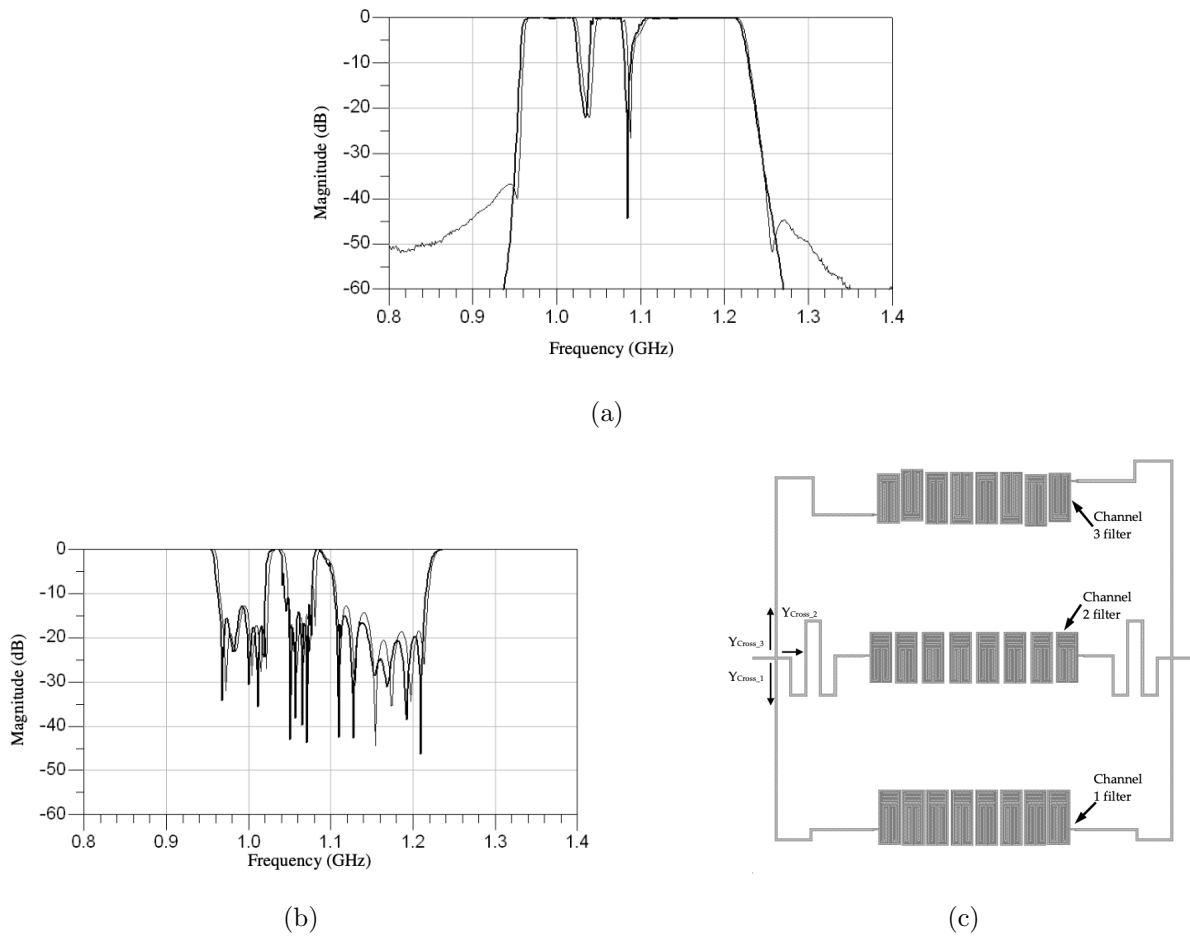 0
-10
-20
-30
-40
-50
-60
Magnitude (dB)
0.8 0.9 1.0 1.1 1.2 1.3 1.4
Frequency (GHz)
(a)
0
-10
-20
-30
-40
-50
-60
Magnitude (dB)
0.8 0.9 1.0 1.1 1.2 1.3 1.4
Frequency (GHz)
(b)
Channel
3 filter
Channel
2 filter
YCross_2
YCross_3
YCross_1
Channel
1 filter
(c)